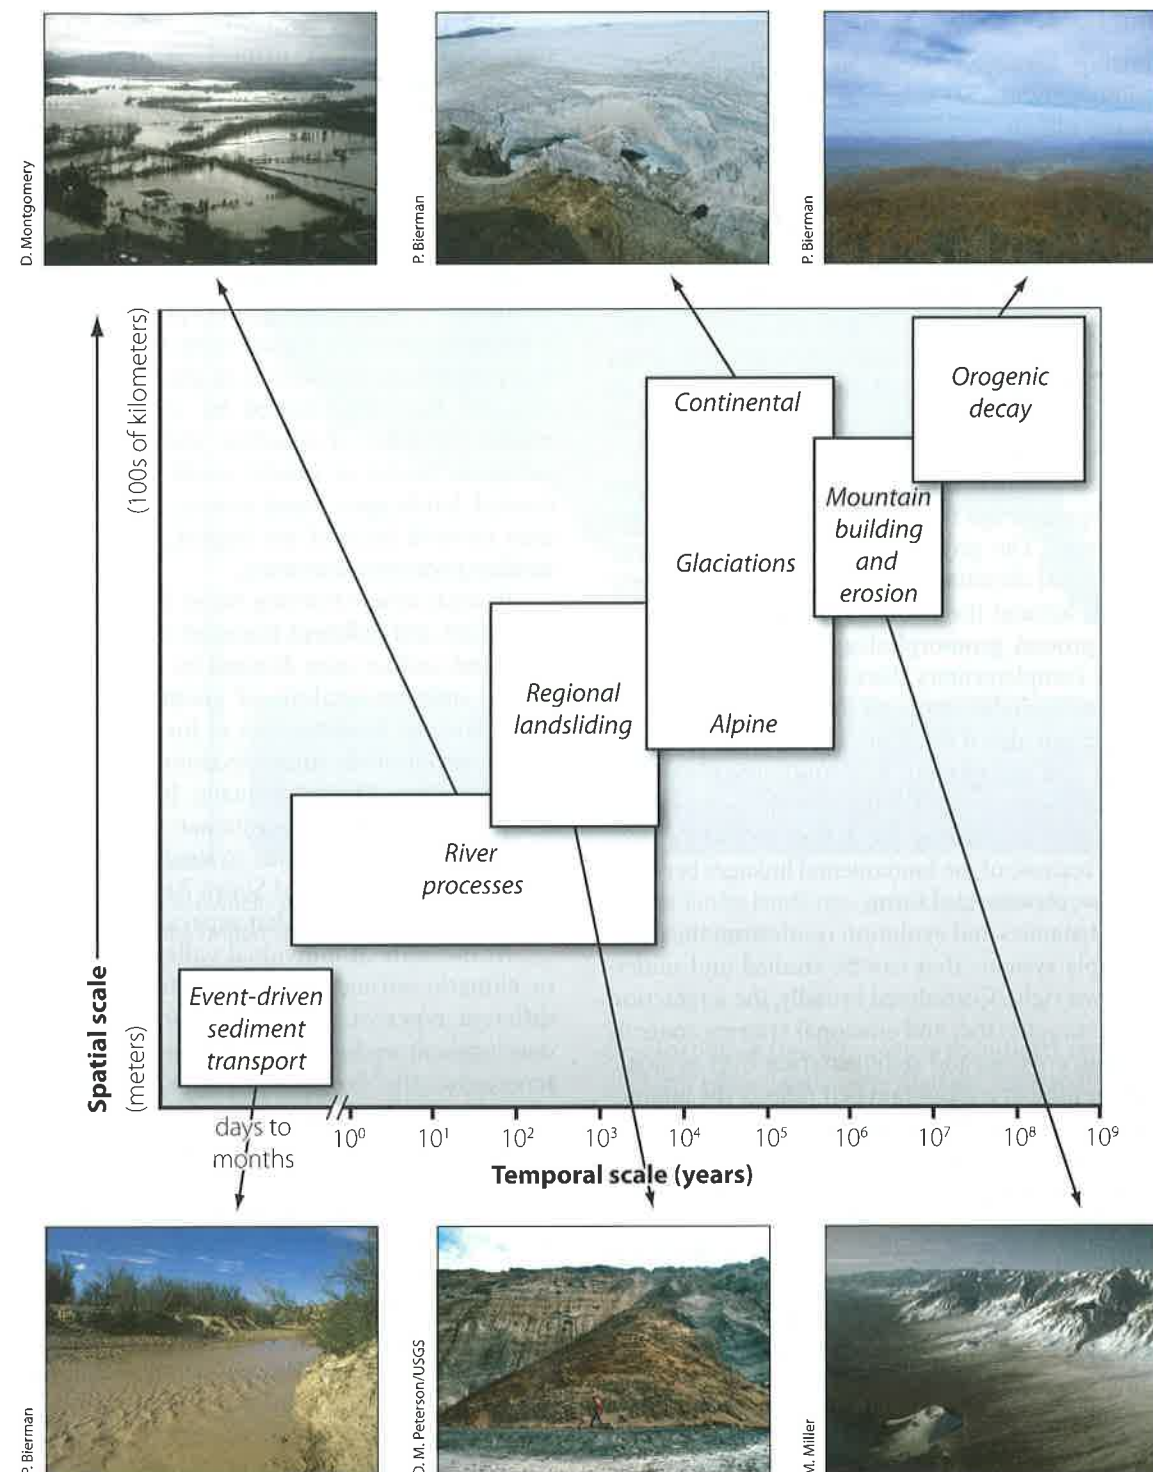 D. Montgomery
P. Bierman
P. Bierman
Spatial scale
(100s of kilometers)
(meters)
Orogenic
decay
Continental
Glaciations
Alpine
Mountain
building
and
erosion
Regional
landsliding
River
processes
Event-driven
sediment
transport
days to
months
10⁰
10¹
10²
10³
10⁴
10⁵
10⁶
10⁷
10⁸
10⁹
Temporal scale (years)
P. Bierman
D. M. Peterson/USGS
M. Miller